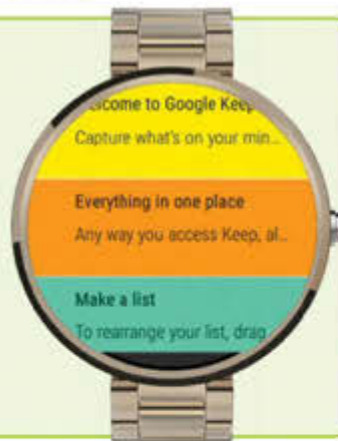 elcome to Google Keep
Capture what's on your min...
Everything in one place
Any way you access Keep, al...
Make a list
To rearrange your list, drag